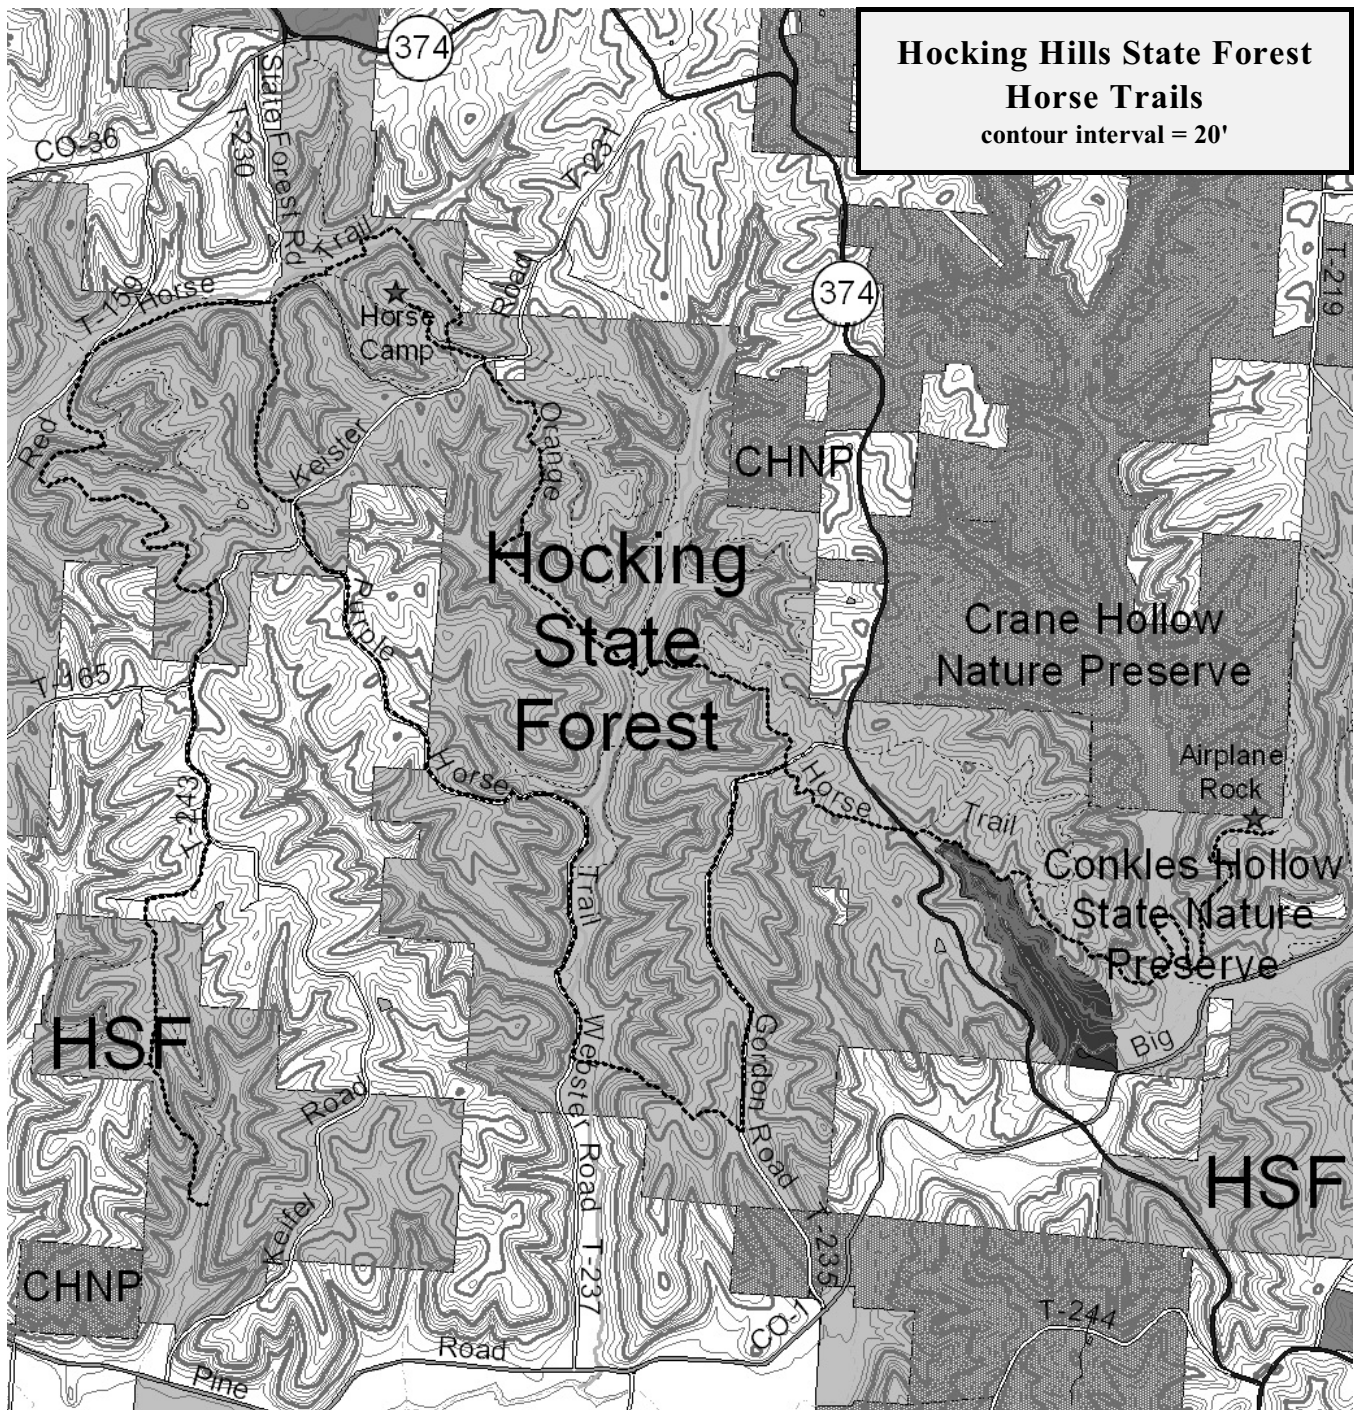 Hocking Hills State Forest
Horse Trails
contour interval = 20'
374
CO-36
T-230
State Forest Rd
T-231
Trail
Horse
T-159
Horse
Camp
Road
374
T-219
Red
Keister
Orange
CHNP
Hocking
State
Forest
Purple
Crane Hollow
Nature Preserve
T-165
Airplane
Rock
Horse
Horse
Trail
T-243
Conkles Hollow
State Nature
Preserve
Trail
HSF
Webster Road T-237
Gordon Road
Big
Road
Keifel
HSF
T-235
CHNP
T-244
CO-1
Road
Pine